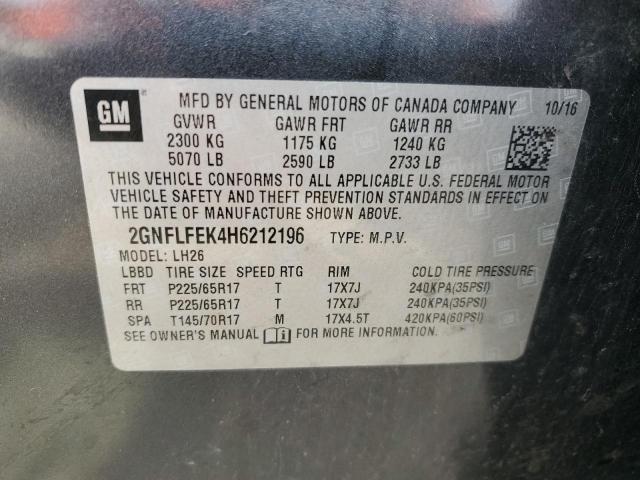 GM
MFD BY GENERAL MOTORS OF CANADA COMPANY 10/16
GVWR GAWR FRT GAWR RR
2300 KG 1175 KG 1240 KG
5070 LB 2590 LB 2733 LB
THIS VEHICLE CONFORMS TO ALL APPLICABLE U.S. FEDERAL MOTOR
VEHICLE SAFETY AND THEFT PREVENTION STANDARDS IN EFFECT ON
THE DATE OF MANUFACTURE SHOWN ABOVE.
2GNFLFEK4H6212196 TYPE: M.P.V.
MODEL: LH26
LBBD TIRE SIZE SPEED RTG RIM COLD TIRE PRESSURE
FRT P225/65R17 T 17X7J 240KPA(35PSI)
RR P225/65R17 T 17X7J 240KPA(35PSI)
SPA T145/70R17 M 17X4.5T 420KPA(60PSI)
SEE OWNER'S MANUAL FOR MORE INFORMATION.